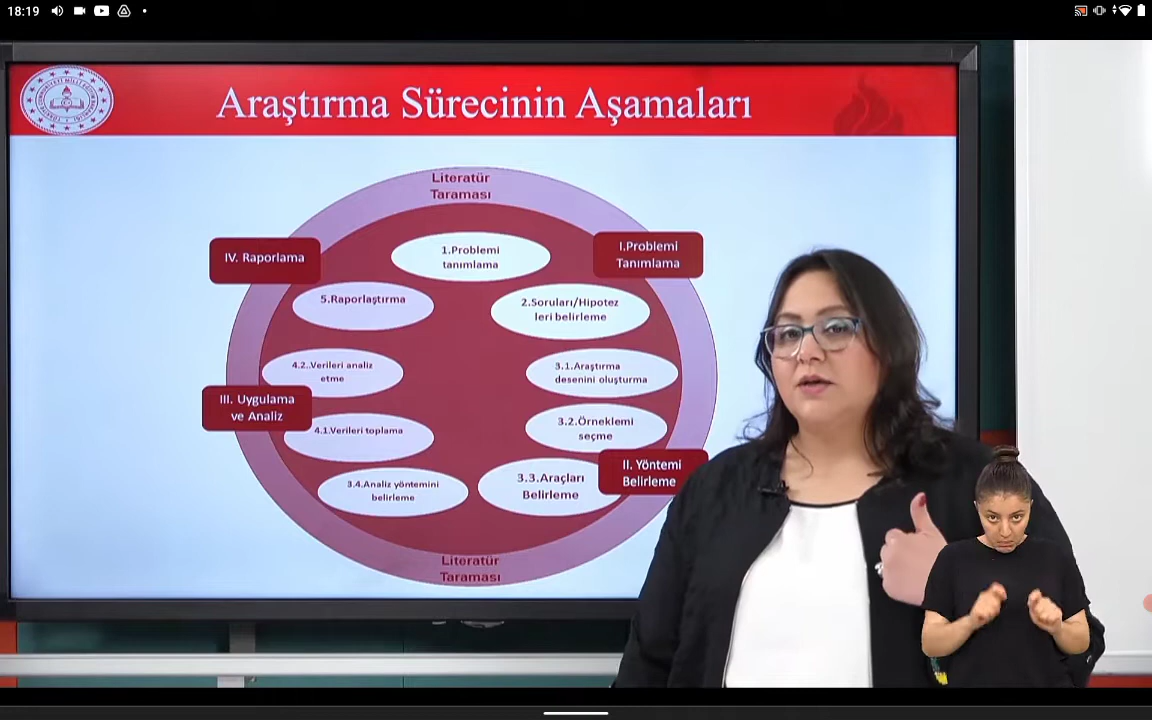 18:19
Araştırma Sürecinin Aşamaları
Literatür
Taraması
IV. Raporlama
1.Problemi
tanımlama
I.Problemi
Tanımlama
5.Raporlaştırma
2.Soruları/Hipotez
leri belirleme
4.2..Verileri analiz
etme
3.1.Araştırma
desenini oluşturma
III. Uygulama
ve Analiz
4.1.Verileri toplama
3.2.Örneklemi
seçme
3.4.Analiz yöntemini
belirleme
3.3.Araçları
Belirleme
II. Yöntemi
Belirleme
Literatür
Taraması